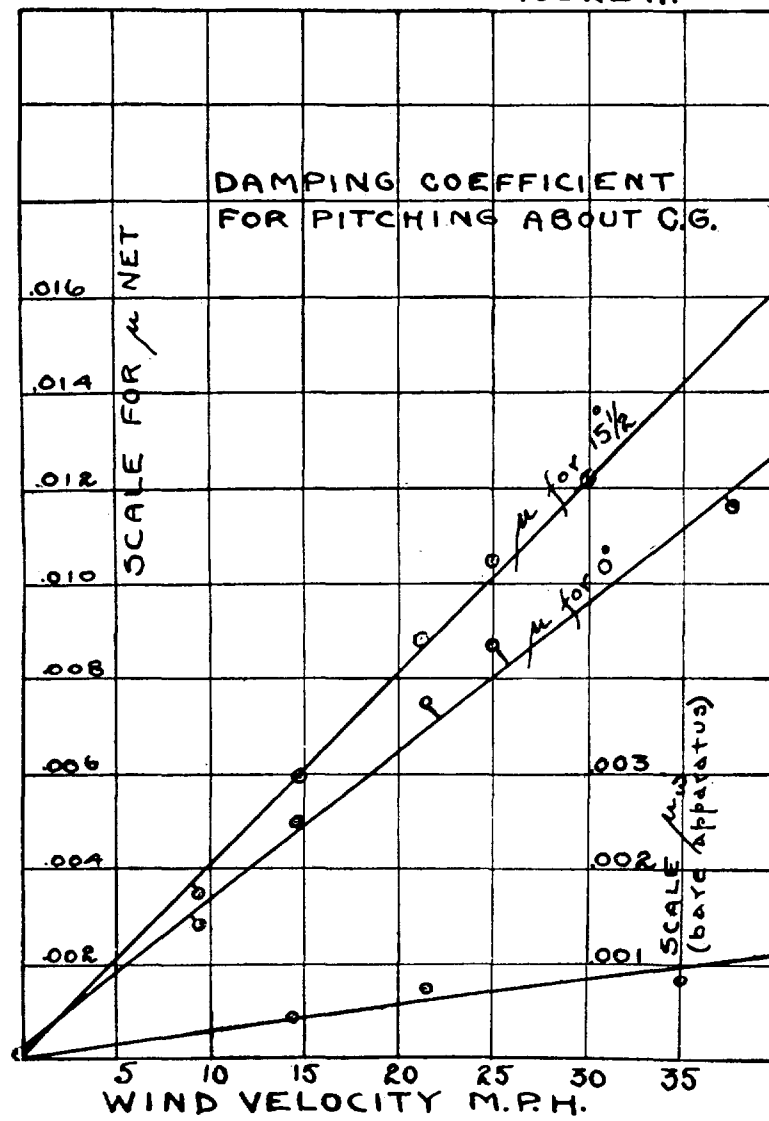 DAMPING COEFFICIENT
FOR PITCHING ABOUT C.G.
SCALE FOR μ NET
.016
.014
.012
.010
.008
.006
.004
.002
μ for 15½°
μ for 0°
.003
.002
.001
SCALE μω
(bare apparatus)
5 10 15 20 25 30 35
WIND VELOCITY M.P.H.